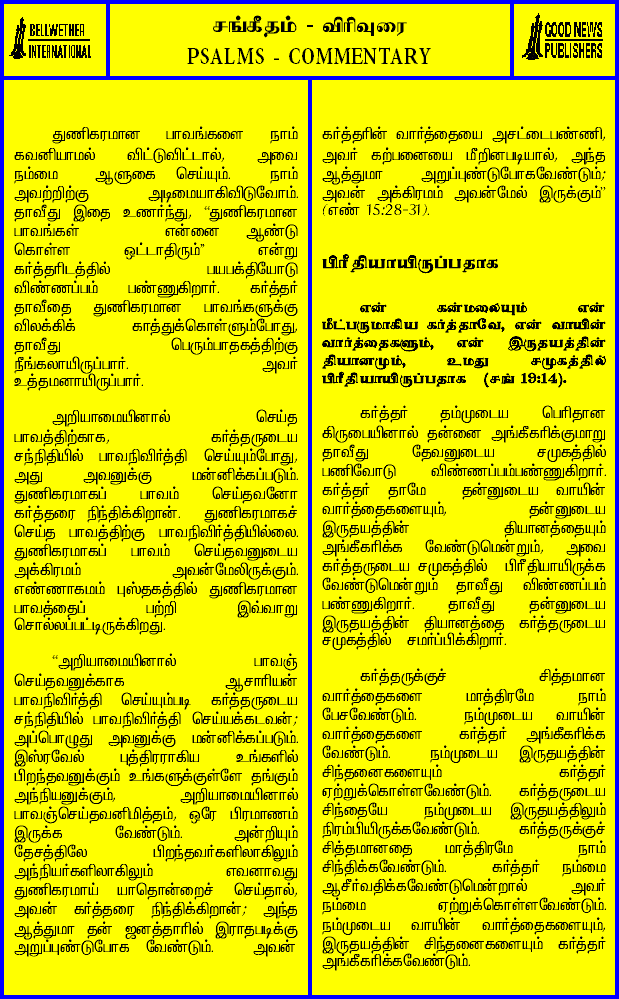 BELLWETHER
INTERNATIONAL
சங்கீதம் - விரிவுரை
PSALMS - COMMENTARY
GOOD NEWS
PUBLISHERS
துணிகரமான பாவங்களை நாம்
கவனியாமல் விட்டுவிட்டால், அவை
நம்மை ஆளுகை செய்யும். நாம்
அவற்றிற்கு அடிமையாகிவிடுவோம்.
தாவீது இதை உணர்ந்து, “துணிகரமான
பாவங்கள் என்னை ஆண்டு
கொள்ள ஒட்டாதிரும்” என்று
கர்த்தரிடத்தில் பயபக்தியோடு
விண்ணப்பம் பண்ணுகிறார். கர்த்தர்
தாவீதை துணிகரமான பாவங்களுக்கு
விலக்கிக் காத்துக்கொள்ளும்போது,
தாவீது பெரும்பாதகத்திற்கு
நீங்கலாயிருப்பார். அவர்
உத்தமனாயிருப்பார்.
அறியாமையினால் செய்த
பாவத்திற்காக, கர்த்தருடைய
சந்நிதியில் பாவநிவிர்த்தி செய்யும்போது,
அது அவனுக்கு மன்னிக்கப்படும்.
துணிகரமாகப் பாவம் செய்தவனோ
கர்த்தரை நிந்திக்கிறான். துணிகரமாகச்
செய்த பாவத்திற்கு பாவநிவிர்த்தியில்லை.
துணிகரமாகப் பாவம் செய்தவனுடைய
அக்கிரமம் அவன்மேலிருக்கும்.
எண்ணாகமம் புஸ்தகத்தில் துணிகரமான
பாவத்தைப் பற்றி இவ்வாறு
சொல்லப்பட்டிருக்கிறது.
“அறியாமையினால் பாவஞ்
செய்தவனுக்காக ஆசாரியன்
பாவநிவிர்த்தி செய்யும்படி கர்த்தருடைய
சந்நிதியில் பாவநிவிர்த்தி செய்யக்கடவன்;
அப்பொழுது அவனுக்கு மன்னிக்கப்படும்.
இஸ்ரவேல் புத்திரராகிய உங்களில்
பிறந்தவனுக்கும் உங்களுக்குள்ளே தங்கும்
அந்நியனுக்கும், அறியாமையினால்
பாவஞ்செய்தவனிமித்தம், ஒரே பிரமாணம்
இருக்க வேண்டும். அன்றியும்
தேசத்திலே பிறந்தவர்களிலாகிலும்
அந்நியர்களிலாகிலும் எவனாவது
துணிகரமாய் யாதொன்றைச் செய்தால்,
அவன் கர்த்தரை நிந்திக்கிறான்; அந்த
ஆத்துமா தன் ஜனத்தாரில் இராதபடிக்கு
அறுப்புண்டுபோக வேண்டும். அவன்
கர்த்தரின் வார்த்தையை அசட்டைபண்ணி,
அவர் கற்பனையை மீறினபடியால், அந்த
ஆத்துமா அறுப்புண்டுபோகவேண்டும்;
அவன் அக்கிரமம் அவன்மேல் இருக்கும்”
(எண் 15:28-31).
பிரீதியாயிருப்பதாக
என் கன்மலையும் என்
மீட்பருமாகிய கர்த்தாவே, என் வாயின்
வார்த்தைகளும், என் இருதயத்தின்
தியானமும், உமது சமுகத்தில்
பிரீதியாயிருப்பதாக (சங் 19:14).
கர்த்தர் தம்முடைய பெரிதான
கிருபையினால் தன்னை அங்கீகரிக்குமாறு
தாவீது தேவனுடைய சமுகத்தில்
பணிவோடு விண்ணப்பம்பண்ணுகிறார்.
கர்த்தர் தாமே தன்னுடைய வாயின்
வார்த்தைகளையும், தன்னுடைய
இருதயத்தின் தியானத்தையும்
அங்கீகரிக்க வேண்டுமென்றும், அவை
கர்த்தருடைய சமுகத்தில் பிரீதியாயிருக்க
வேண்டுமென்றும் தாவீது விண்ணப்பம்
பண்ணுகிறார். தாவீது தன்னுடைய
இருதயத்தின் தியானத்தை கர்த்தருடைய
சமுகத்தில் சமர்ப்பிக்கிறார்.
கர்த்தருக்குச் சித்தமான
வார்த்தைகளை மாத்திரமே நாம்
பேசவேண்டும். நம்முடைய வாயின்
வார்த்தைகளை கர்த்தர் அங்கீகரிக்க
வேண்டும். நம்முடைய இருதயத்தின்
சிந்தனைகளையும் கர்த்தர்
ஏற்றுக்கொள்ளவேண்டும். கர்த்தருடைய
சிந்தையே நம்முடைய இருதயத்திலும்
நிரம்பியிருக்கவேண்டும். கர்த்தருக்குச்
சித்தமானதை மாத்திரமே நாம்
சிந்திக்கவேண்டும். கர்த்தர் நம்மை
ஆசீர்வதிக்கவேண்டுமென்றால் அவர்
நம்மை ஏற்றுக்கொள்ளவேண்டும்.
நம்முடைய வாயின் வார்த்தைகளையும்,
இருதயத்தின் சிந்தனைகளையும் கர்த்தர்
அங்கீகரிக்கவேண்டும்.